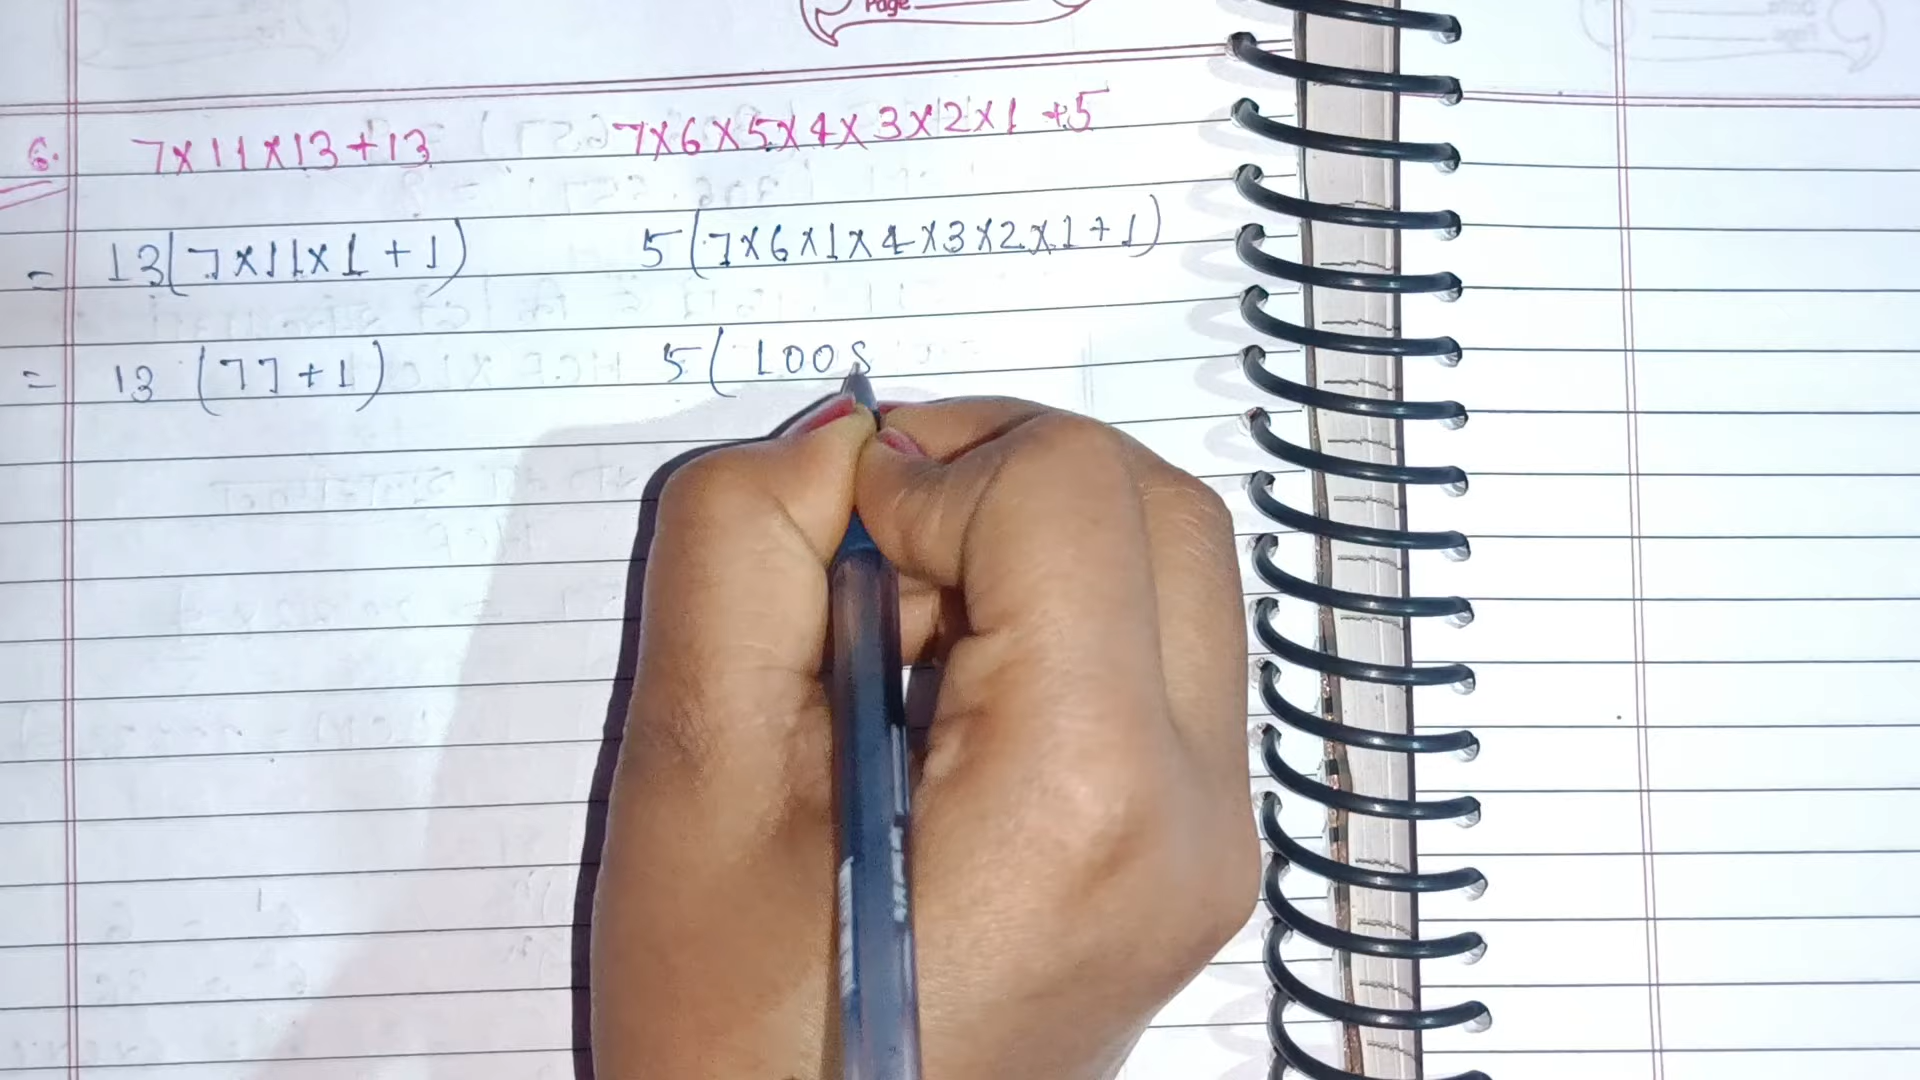 Page
6. 7×11×13+13 7×6×5×4×3×2×1 +5
= 13(7×11×1+1) 5(7×6×1×4×3×2×1+1)
= 13 (77+1) 5(1008